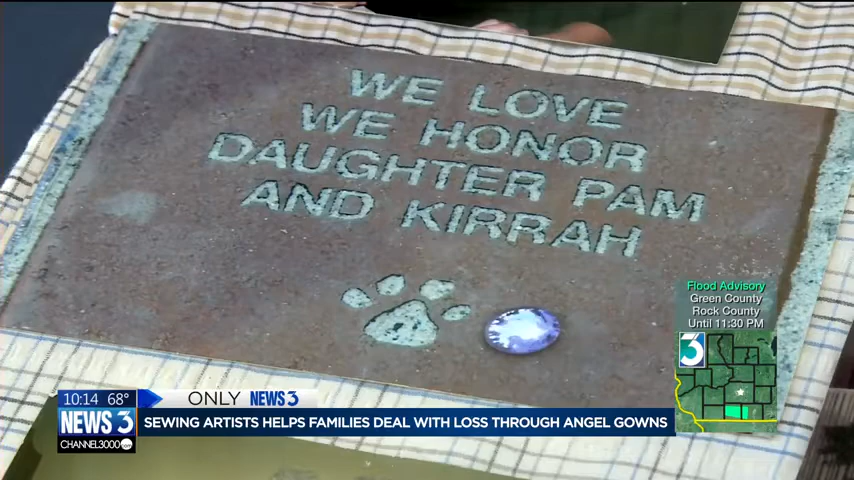 WE LOVE
WE HONOR
DAUGHTER PAM
AND KIRRAH
Flood Advisory
Green County
Rock County
Until 11:30 PM
3
10:14 68°
ONLY NEWS 3
NEWS 3
SEWING ARTISTS HELPS FAMILIES DEAL WITH LOSS THROUGH ANGEL GOWNS
CHANNEL3000